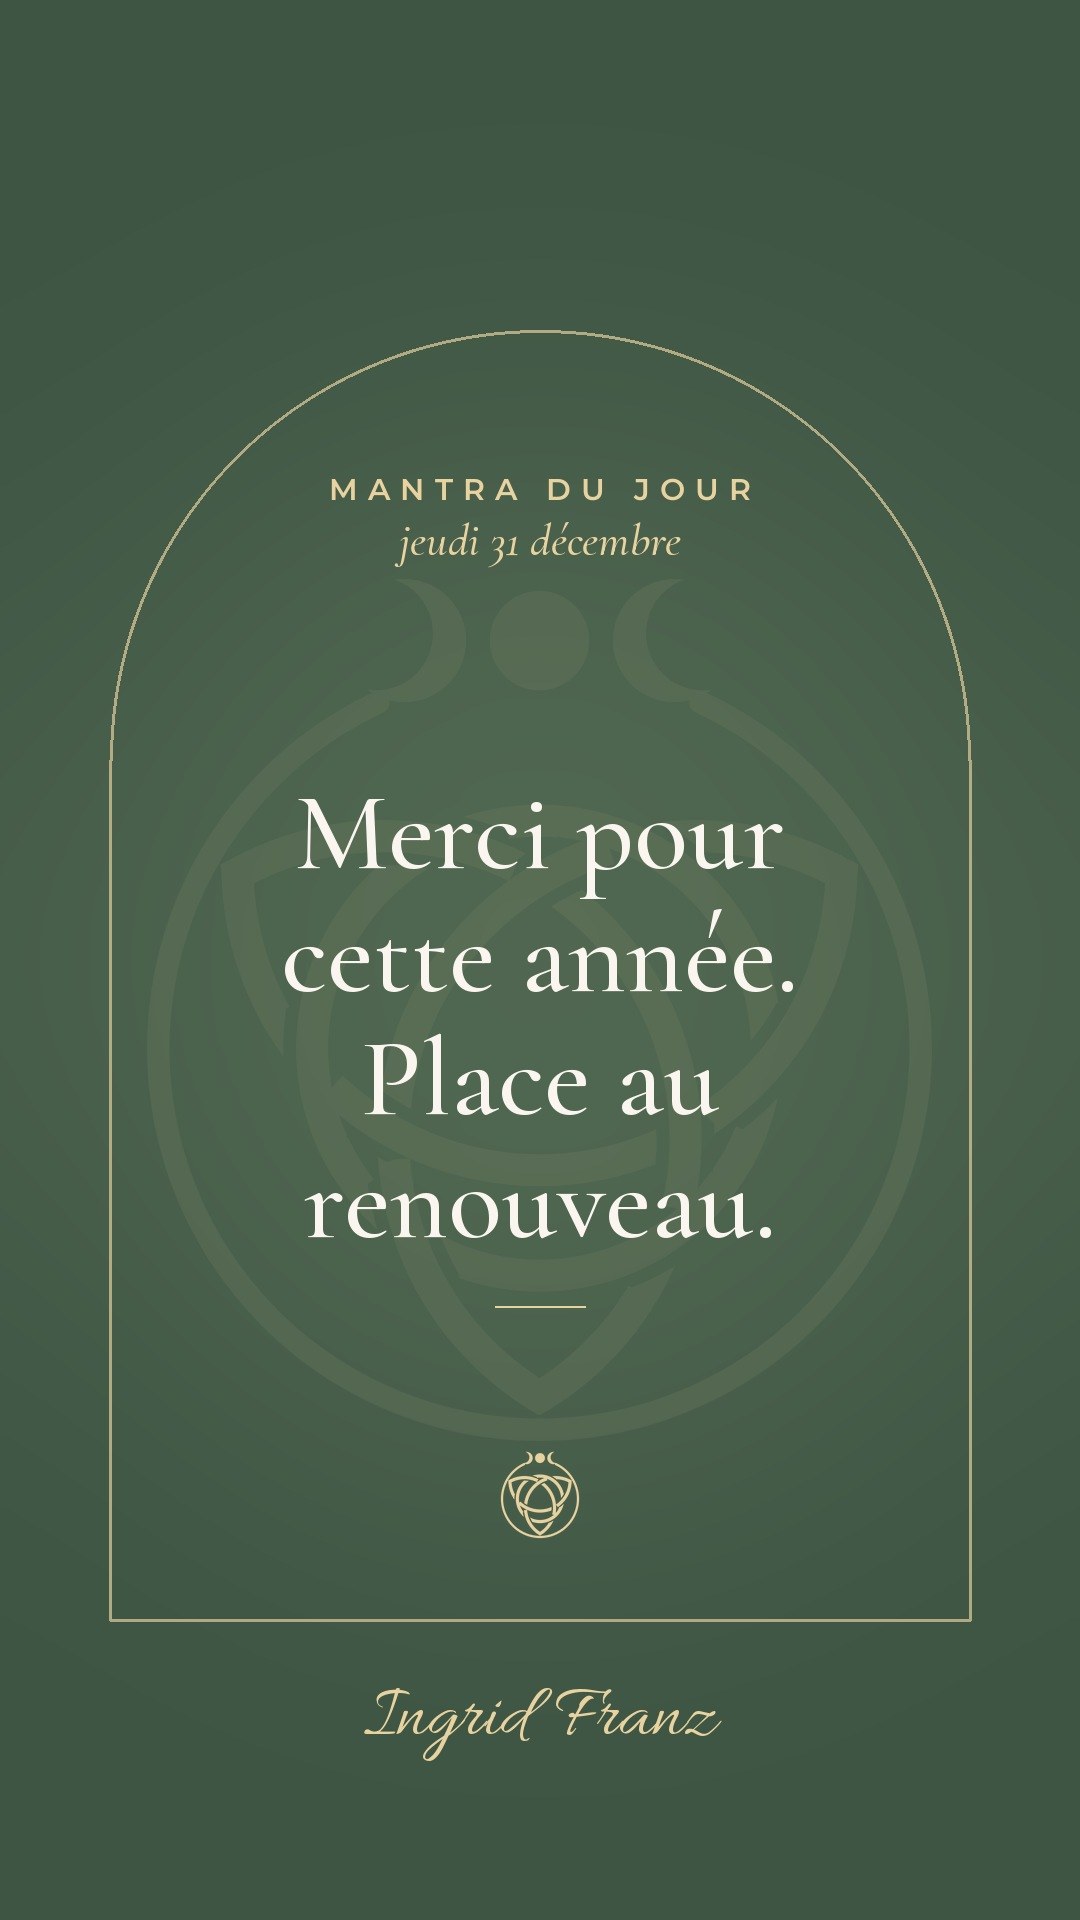 MANTRA DU JOUR
jeudi 31 décembre
Merci pour
cette année.
Place au
renouveau.
Ingrid Franz